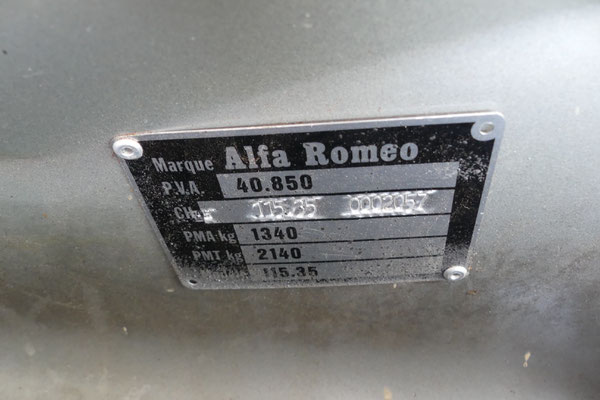 Marque Alfa Romeo
P.V.A. 40.850
115.35 0002057
PMA·kg 1340
PMT kg 2140
115.35